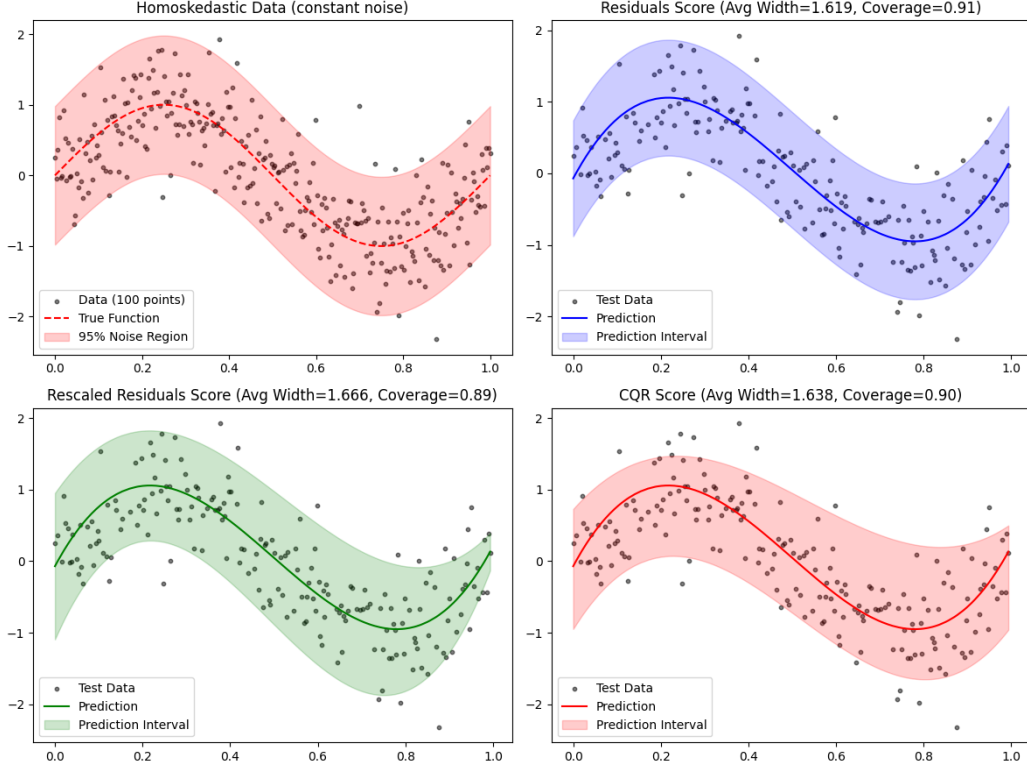 Homoskedastic Data (constant noise)
2
1
0
−1
−2
0.0 0.2 0.4 0.6 0.8 1.0
Data (100 points)
True Function
95% Noise Region
Residuals Score (Avg Width=1.619, Coverage=0.91)
2
1
0
−1
−2
0.0 0.2 0.4 0.6 0.8 1.0
Test Data
Prediction
Prediction Interval
Rescaled Residuals Score (Avg Width=1.666, Coverage=0.89)
2
1
0
−1
−2
0.0 0.2 0.4 0.6 0.8 1.0
Test Data
Prediction
Prediction Interval
CQR Score (Avg Width=1.638, Coverage=0.90)
2
1
0
−1
−2
0.0 0.2 0.4 0.6 0.8 1.0
Test Data
Prediction
Prediction Interval